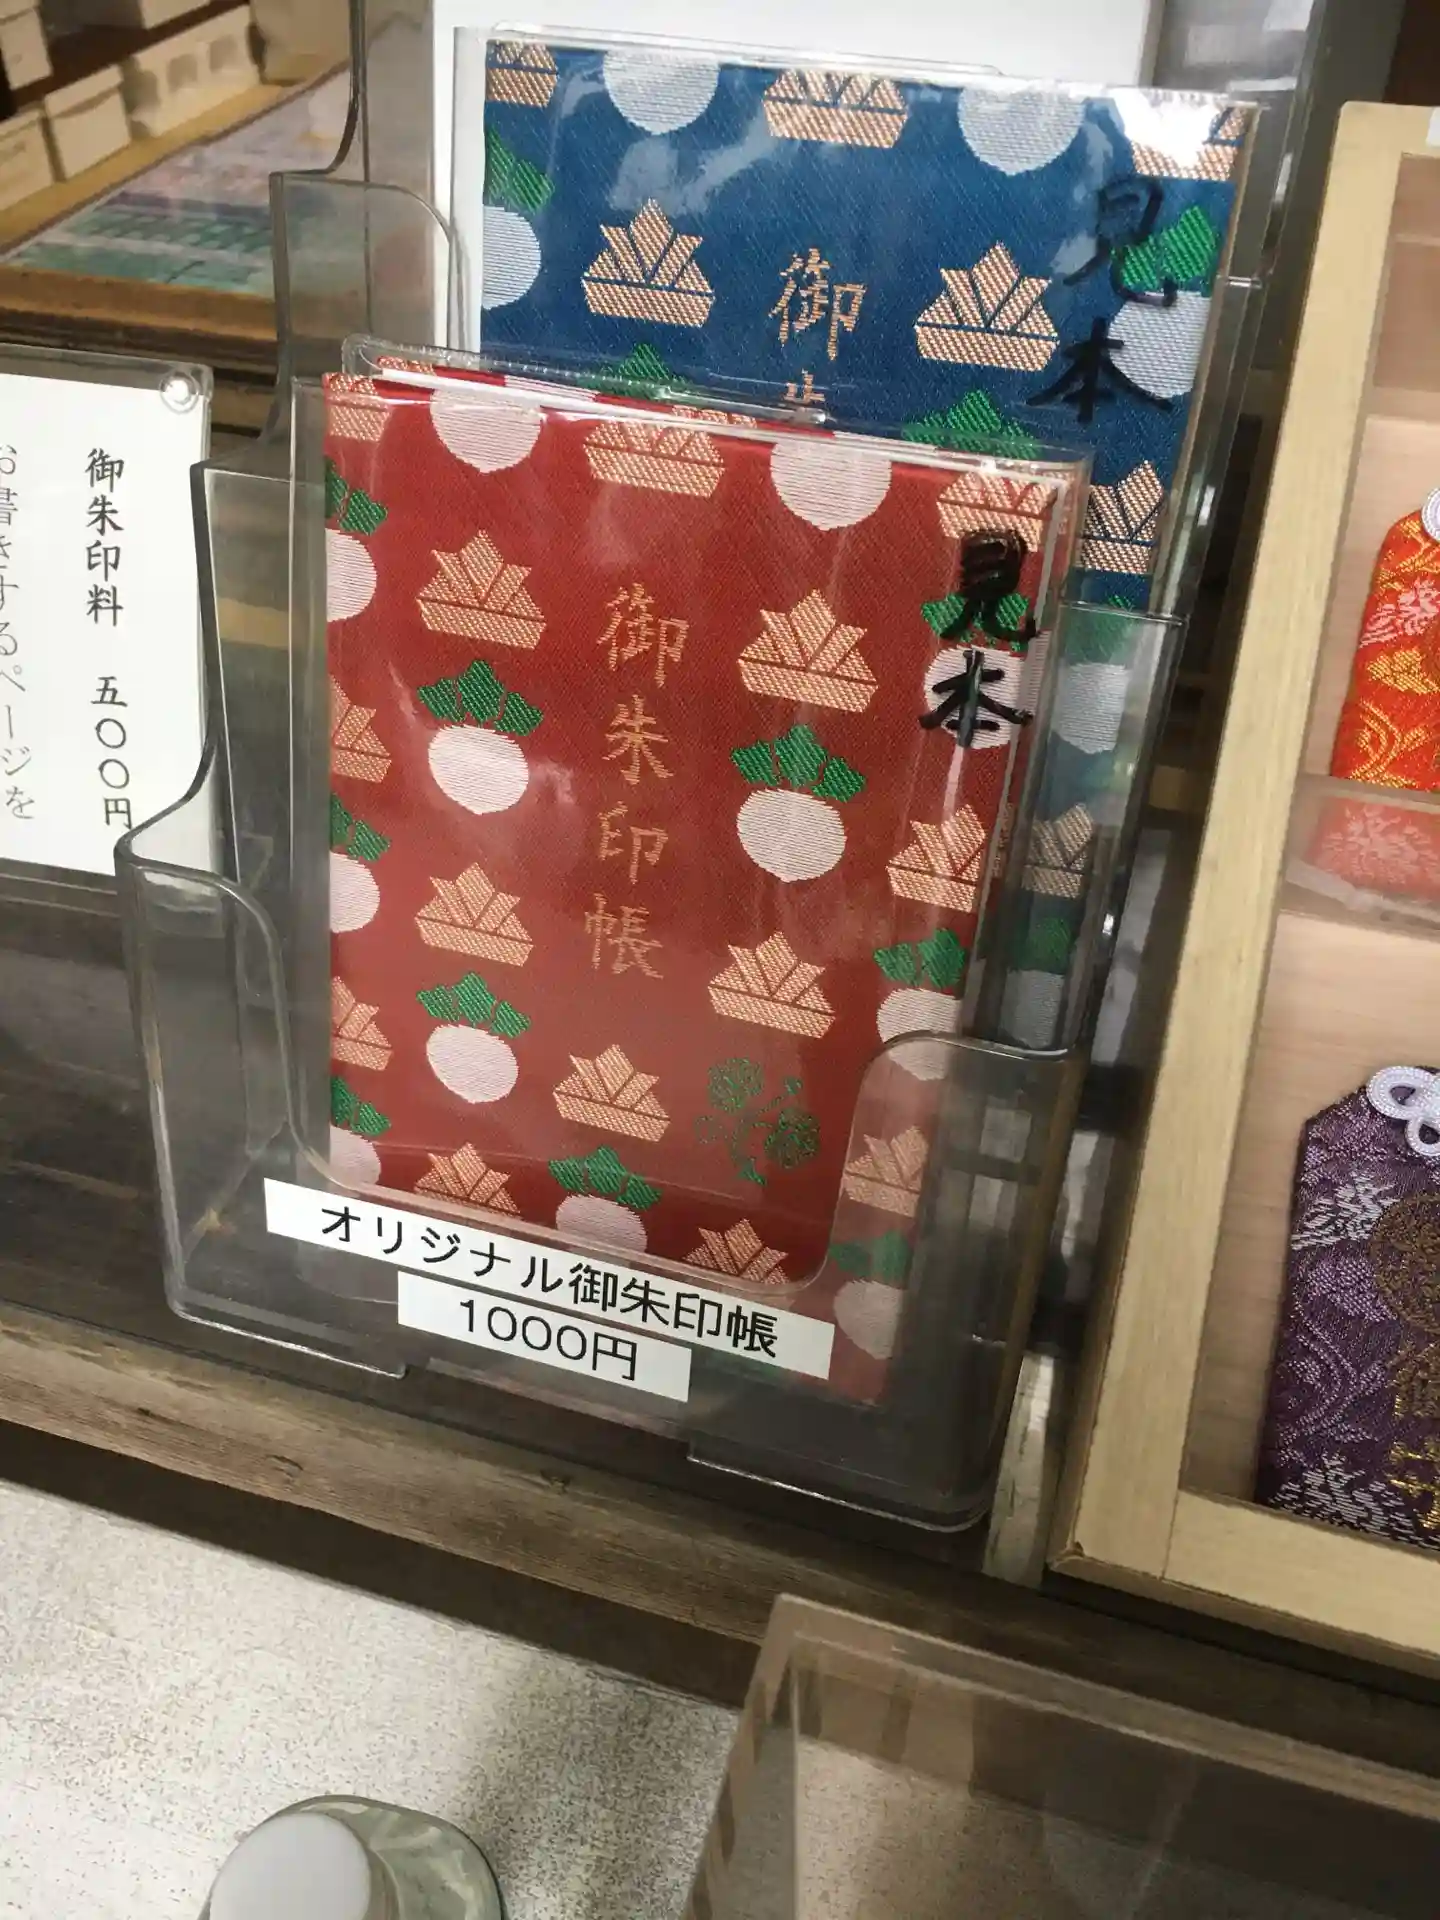 御朱
見本
御朱印帳
見本
御朱印料 五〇〇円
お書きするページを
オリジナル御朱印帳
1000円